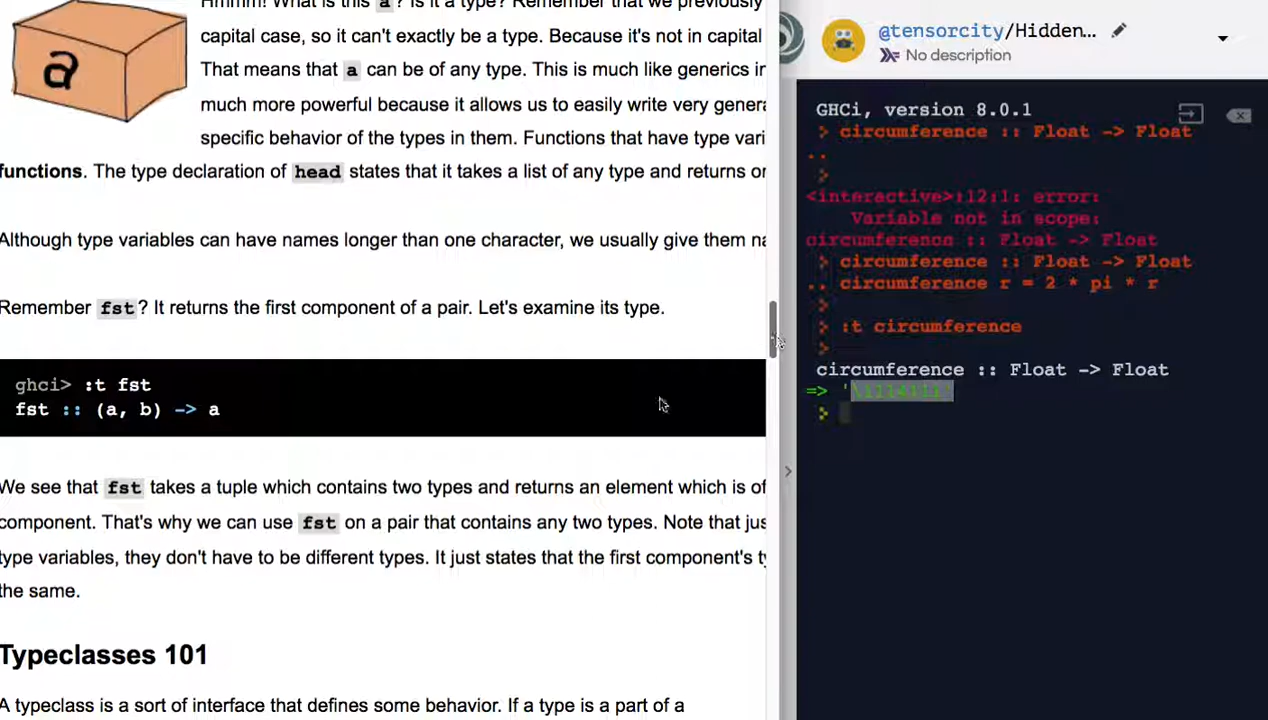 Hmmm! What is this a? Is it a type? Remember that we previously
capital case, so it can't exactly be a type. Because it's not in capital
That means that a can be of any type. This is much like generics in
much more powerful because it allows us to easily write very genera
specific behavior of the types in them. Functions that have type vari
functions. The type declaration of head states that it takes a list of any type and returns or
Although type variables can have names longer than one character, we usually give them na
Remember fst? It returns the first component of a pair. Let's examine its type.
ghci> :t fst
fst :: (a, b) -> a
We see that fst takes a tuple which contains two types and returns an element which is of
component. That's why we can use fst on a pair that contains any two types. Note that jus
type variables, they don't have to be different types. It just states that the first component's ty
the same.
Typeclasses 101
A typeclass is a sort of interface that defines some behavior. If a type is a part of a
a
@tensorcity/Hidden...
No description
GHCi, version 8.0.1
> circumference :: Float -> Float
..
>
<interactive>:12:1: error:
Variable not in scope:
circumference :: Float -> Float
> circumference :: Float -> Float
.. circumference r = 2 * pi * r
>
> :t circumference
>
circumference :: Float -> Float
=> '
>